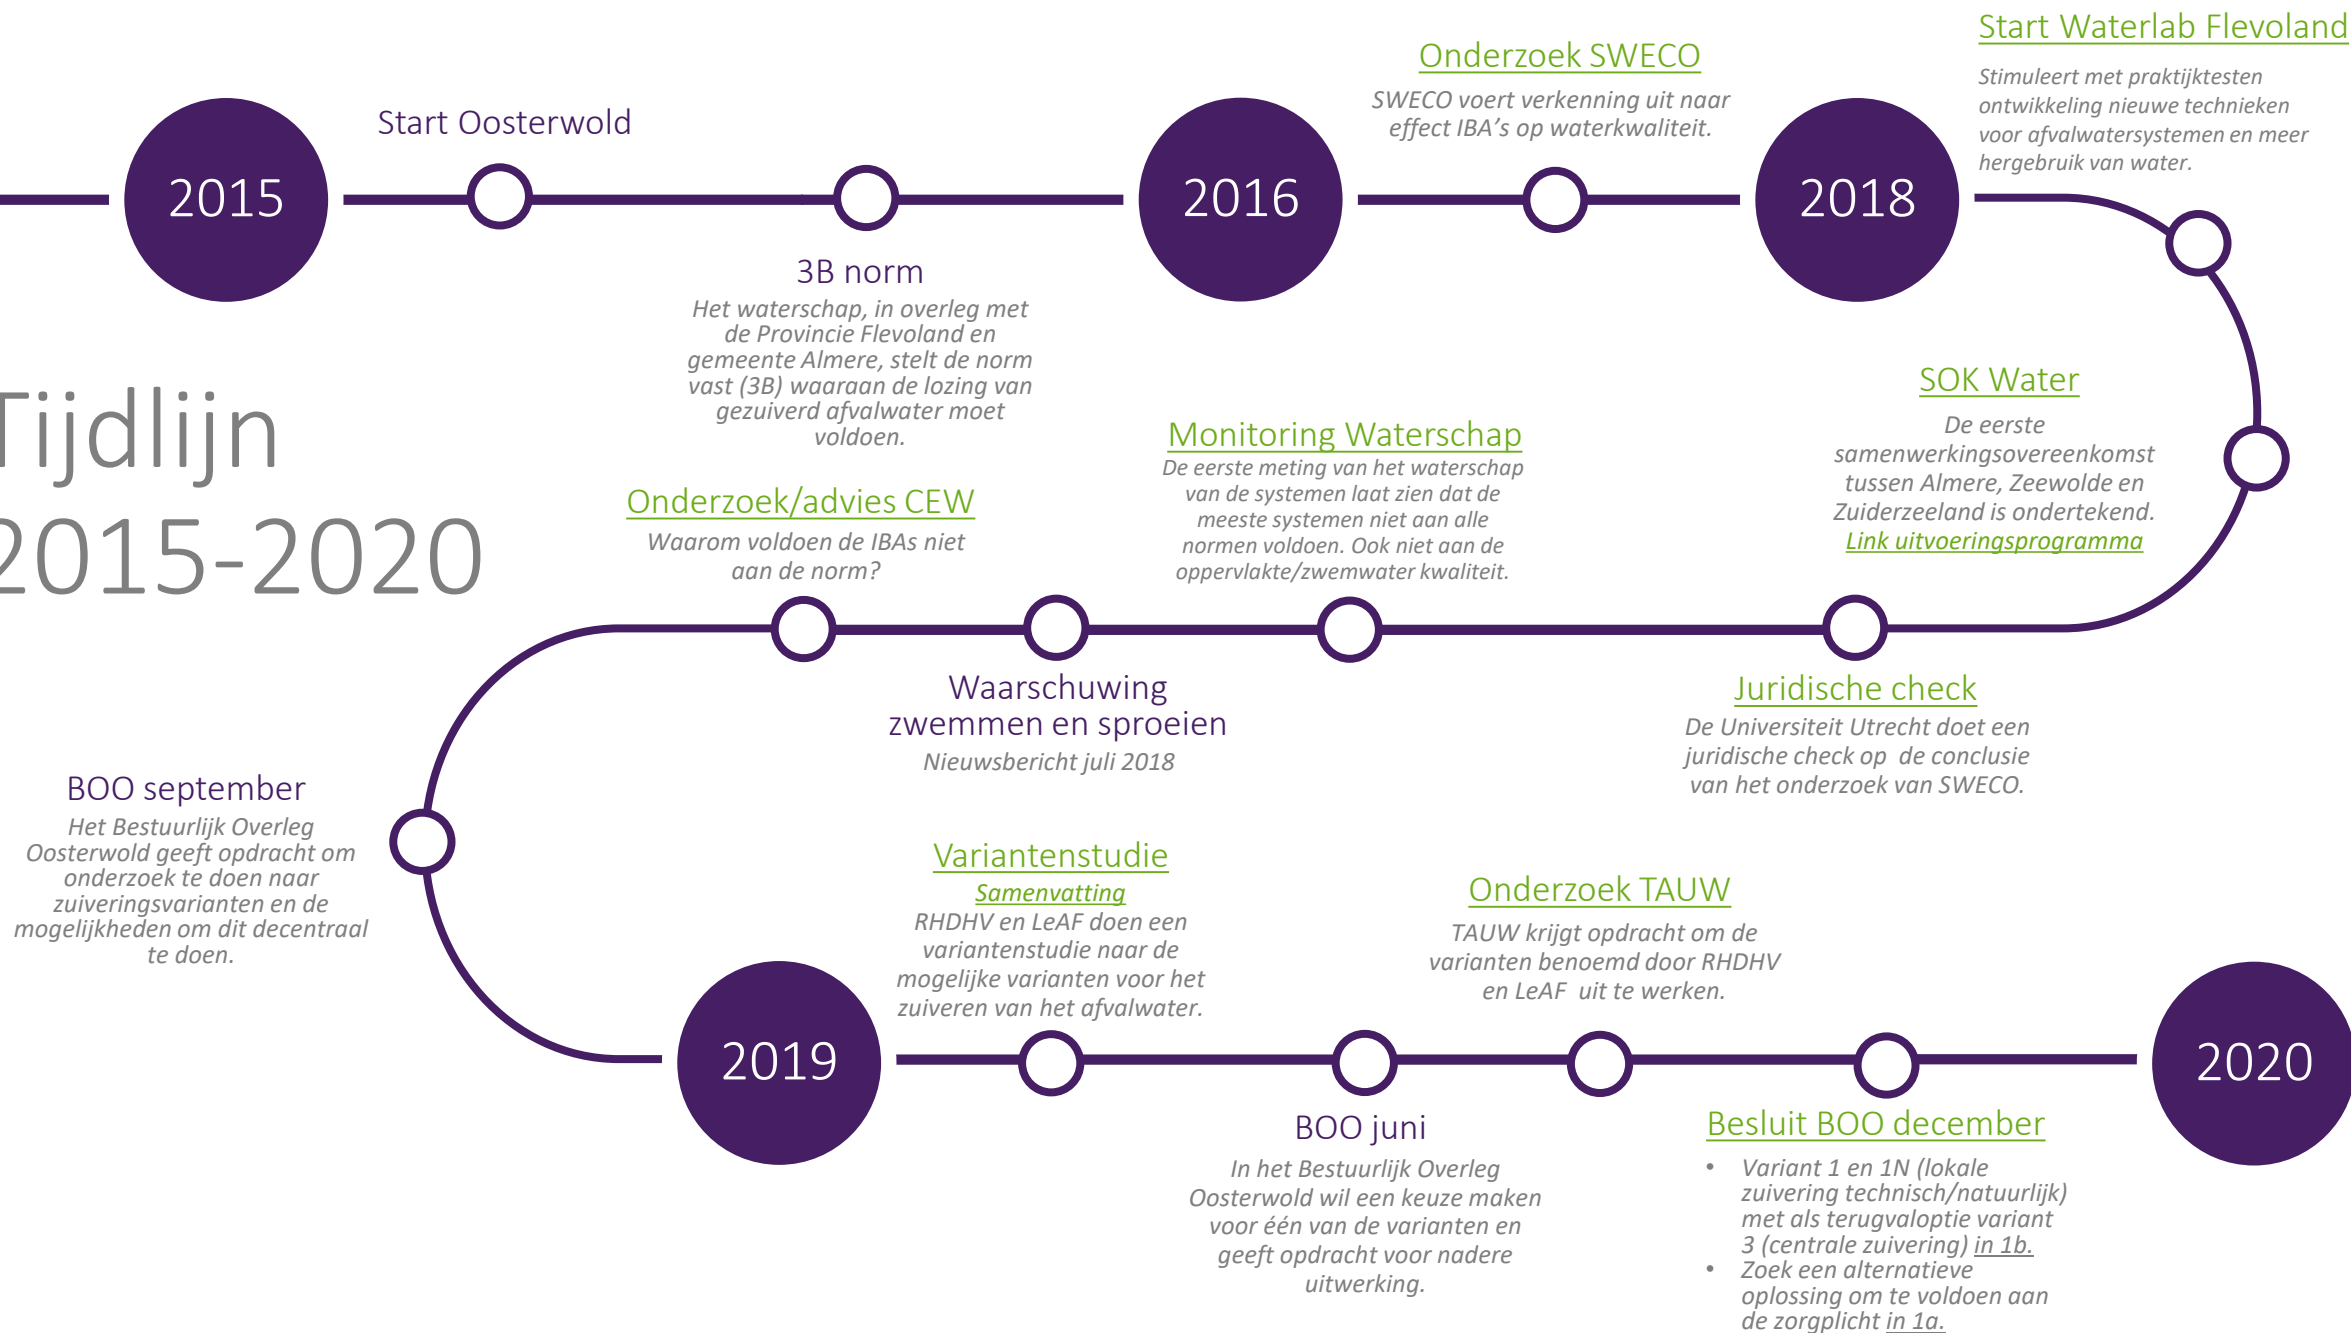 Tijdlijn
2015-2020
2015
Start Oosterwold
3B norm
Het waterschap, in overleg met
de Provincie Flevoland en
gemeente Almere, stelt de norm
vast (3B) waaraan de lozing van
gezuiverd afvalwater moet
voldoen.
2016
Onderzoek SWECO
SWECO voert verkenning uit naar
effect IBA's op waterkwaliteit.
2018
Start Waterlab Flevoland
Stimuleert met praktijktesten
ontwikkeling nieuwe technieken
voor afvalwatersystemen en meer
hergebruik van water.
SOK Water
De eerste
samenwerkingsovereenkomst
tussen Almere, Zeewolde en
Zuiderzeeland is ondertekend.
Link uitvoeringsprogramma
Juridische check
De Universiteit Utrecht doet een
juridische check op  de conclusie
van het onderzoek van SWECO.
Monitoring Waterschap
De eerste meting van het waterschap
van de systemen laat zien dat de
meeste systemen niet aan alle
normen voldoen. Ook niet aan de
oppervlakte/zwemwater kwaliteit.
Waarschuwing
zwemmen en sproeien
Nieuwsbericht juli 2018
Onderzoek/advies CEW
Waarom voldoen de IBAs niet
aan de norm?
BOO september
Het Bestuurlijk Overleg
Oosterwold geeft opdracht om
onderzoek te doen naar
zuiveringsvarianten en de
mogelijkheden om dit decentraal
te doen.
2019
Variantenstudie
Samenvatting
RHDHV en LeAF doen een
variantenstudie naar de
mogelijke varianten voor het
zuiveren van het afvalwater.
BOO juni
In het Bestuurlijk Overleg
Oosterwold wil een keuze maken
voor één van de varianten en
geeft opdracht voor nadere
uitwerking.
Onderzoek TAUW
TAUW krijgt opdracht om de
varianten benoemd door RHDHV
en LeAF  uit te werken.
Besluit BOO december
• Variant 1 en 1N (lokale
zuivering technisch/natuurlijk)
met als terugvaloptie variant
3 (centrale zuivering) in 1b.
• Zoek een alternatieve
oplossing om te voldoen aan
de zorgplicht in 1a.
2020